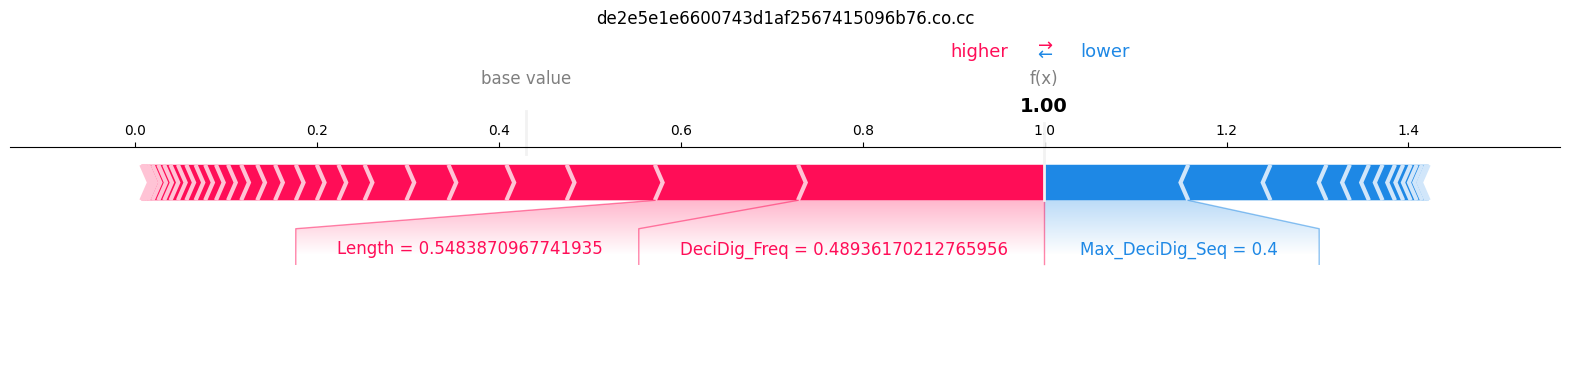 de2e5e1e6600743d1af2567415096b76.co.cc
higher ⇄ lower
base value f(x)
1.00
0.0 0.2 0.4 0.6 0.8 1.0 1.2 1.4
Length = 0.5483870967741935 DeciDig_Freq = 0.48936170212765956 Max_DeciDig_Seq = 0.4